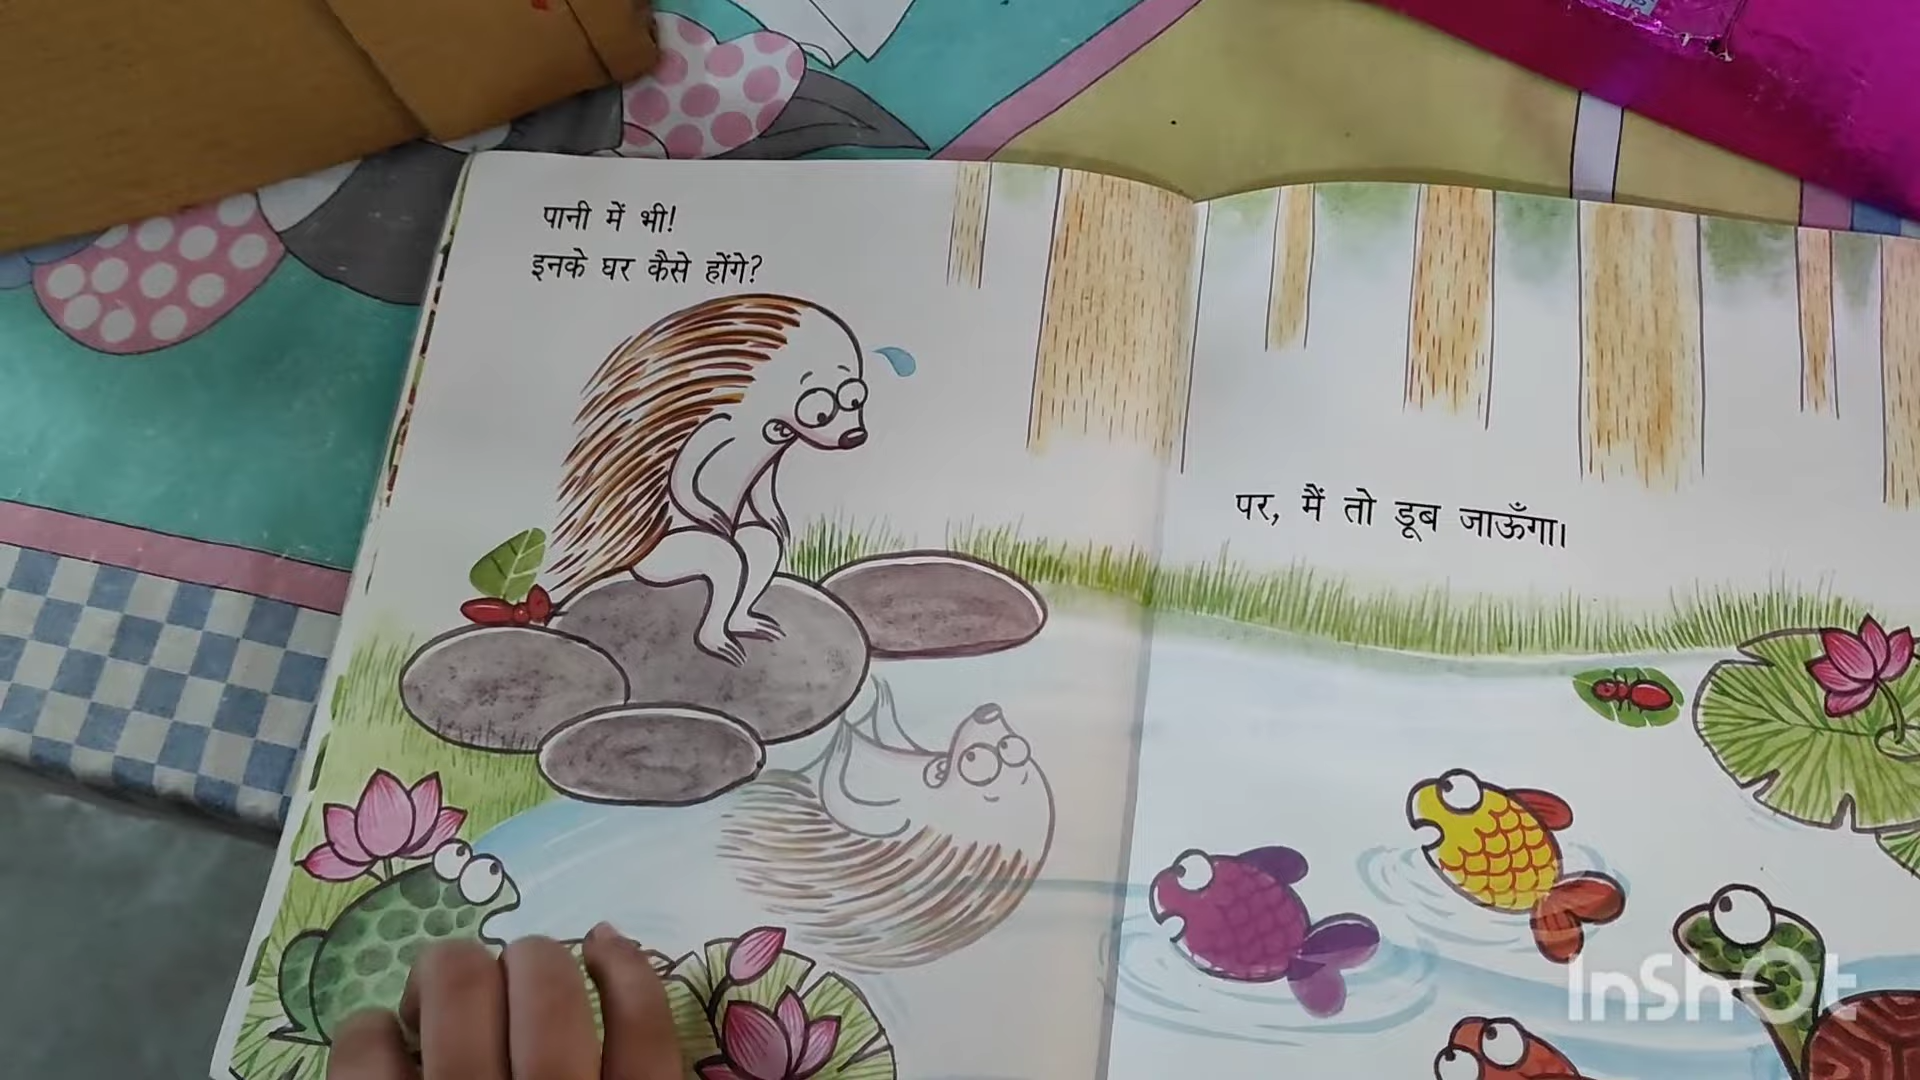 पानी में भी!
इनके घर कैसे होंगे?
पर, मैं तो डूब जाऊँगा।
InShOt